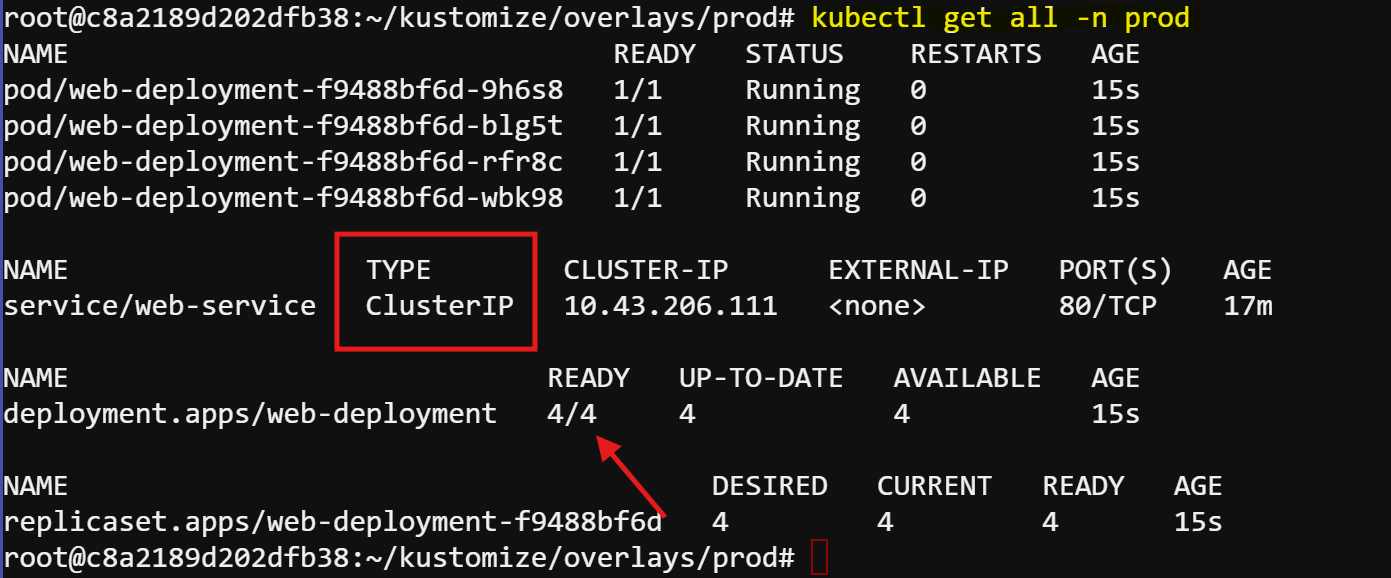 root@c8a2189d202dfb38:~/kustomize/overlays/prod# kubectl get all -n prod
NAME READY STATUS RESTARTS AGE
pod/web-deployment-f9488bf6d-9h6s8 1/1 Running 0 15s
pod/web-deployment-f9488bf6d-blg5t 1/1 Running 0 15s
pod/web-deployment-f9488bf6d-rfr8c 1/1 Running 0 15s
pod/web-deployment-f9488bf6d-wbk98 1/1 Running 0 15s
NAME TYPE CLUSTER-IP EXTERNAL-IP PORT(S) AGE
service/web-service ClusterIP 10.43.206.111 <none> 80/TCP 17m
NAME READY UP-TO-DATE AVAILABLE AGE
deployment.apps/web-deployment 4/4 4 4 15s
NAME DESIRED CURRENT READY AGE
replicaset.apps/web-deployment-f9488bf6d 4 4 4 15s
root@c8a2189d202dfb38:~/kustomize/overlays/prod#